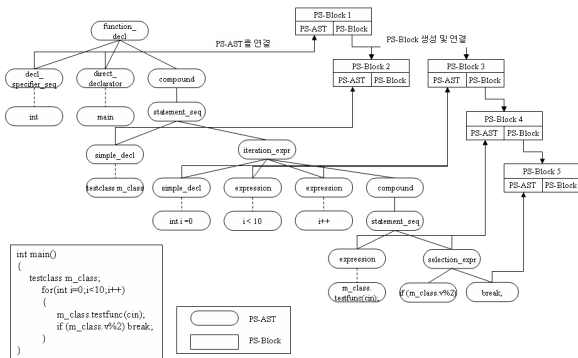 function_
decl
PS-Block 1
PS-AST PS-Block
PS-AST를 연결
PS-Block 생성 및 연결
decl_
specifier_seq
direct_
declarator
compound
PS-Block 2
PS-AST PS-Block
PS-Block 3
PS-AST PS-Block
int
main
statement_seq
PS-Block 4
PS-AST PS-Block
simple_decl
iteration_expr
PS-Block 5
PS-AST PS-Block
testclass m_class
simple_decl
expression
expression
compound
int i =0
i < 10
i++
statement_seq
expression
selection_expr
m_class.
testfunc(cin);
if (m_class.v%2)
break;
int main()
{
testclass m_class;
for(int i=0;i<10;i++)
{
m_class.testfunc(cin);
if (m_class.v%2) break;
}
}
PS-AST
PS-Block